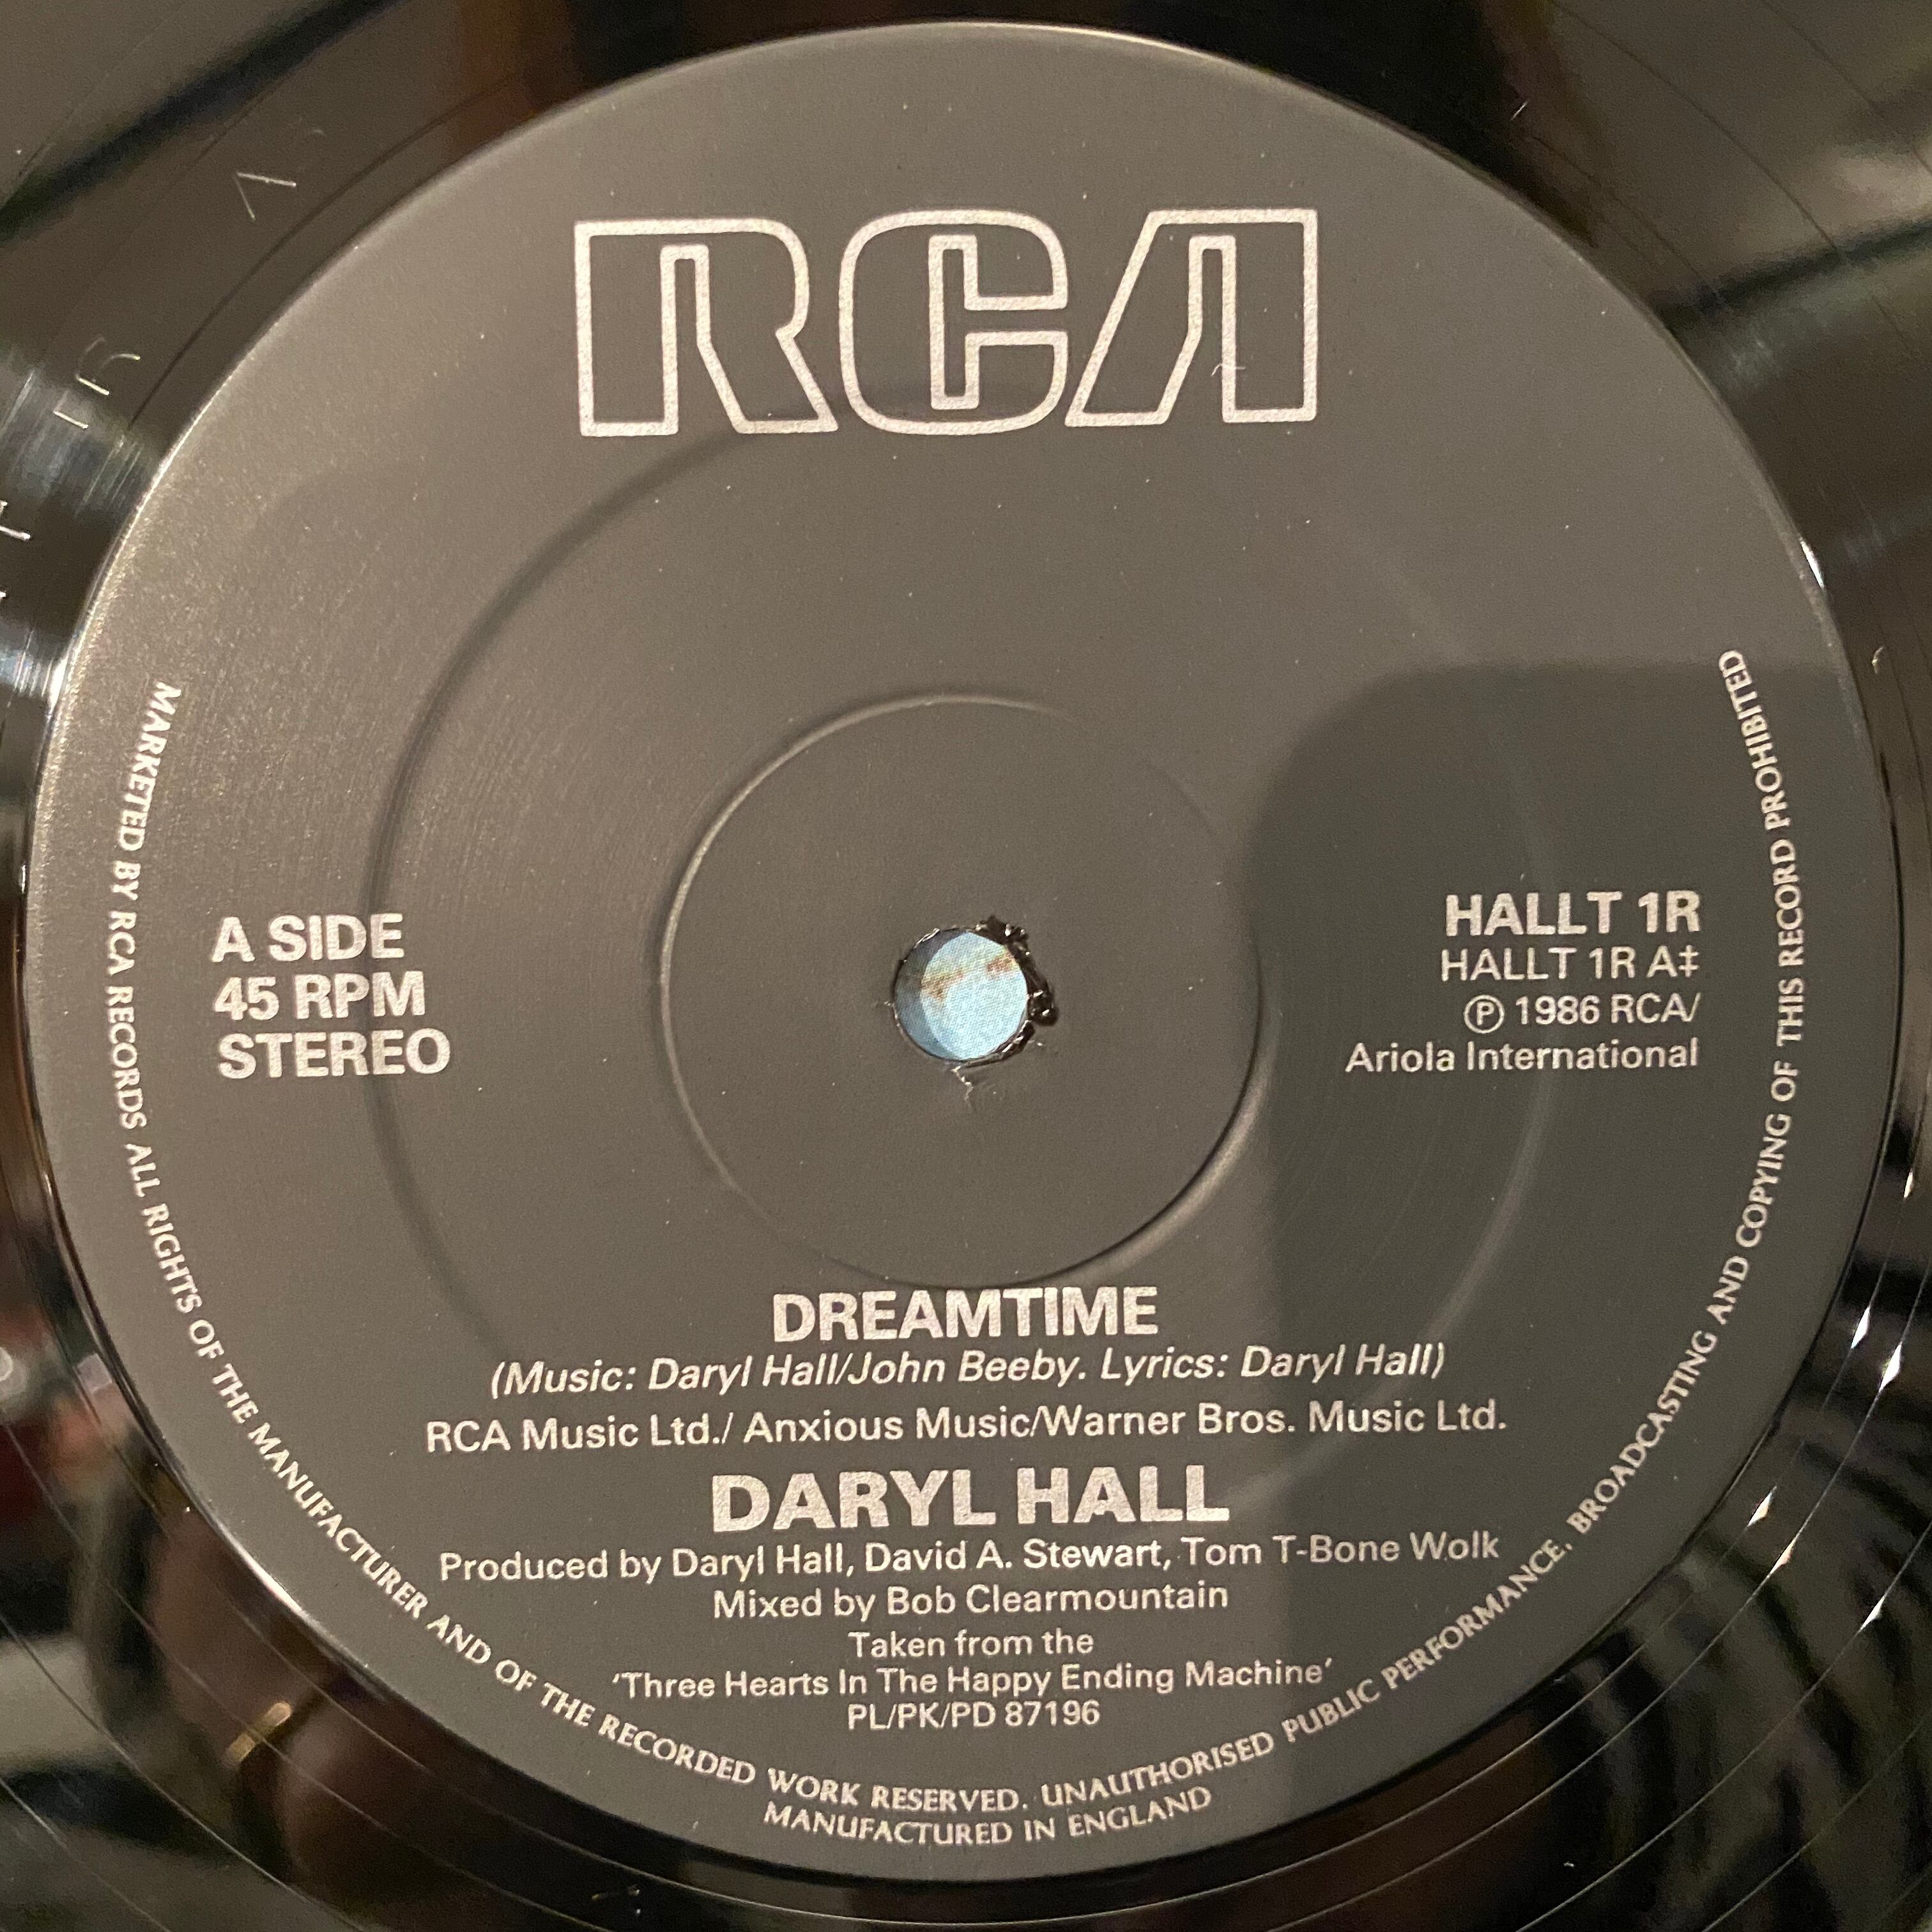 RCA
A SIDE
45 RPM
STEREO
HALLT 1R
HALLT 1R A‡
℗ 1986 RCA/
Ariola International
DREAMTIME
(Music: Daryl Hall/John Beeby. Lyrics: Daryl Hall)
RCA Music Ltd./ Anxious Music/Warner Bros. Music Ltd.
DARYL HALL
Produced by Daryl Hall, David A. Stewart, Tom T-Bone Wolk
Mixed by Bob Clearmountain
Taken from the
'Three Hearts In The Happy Ending Machine'
PL/PK/PD 87196
MARKETED BY RCA RECORDS ALL RIGHTS OF THE MANUFACTURER AND OF THE RECORDED WORK RESERVED. UNAUTHORISED PUBLIC PERFORMANCE, BROADCASTING AND COPYING OF THIS RECORD PROHIBITED
MANUFACTURED IN ENGLAND